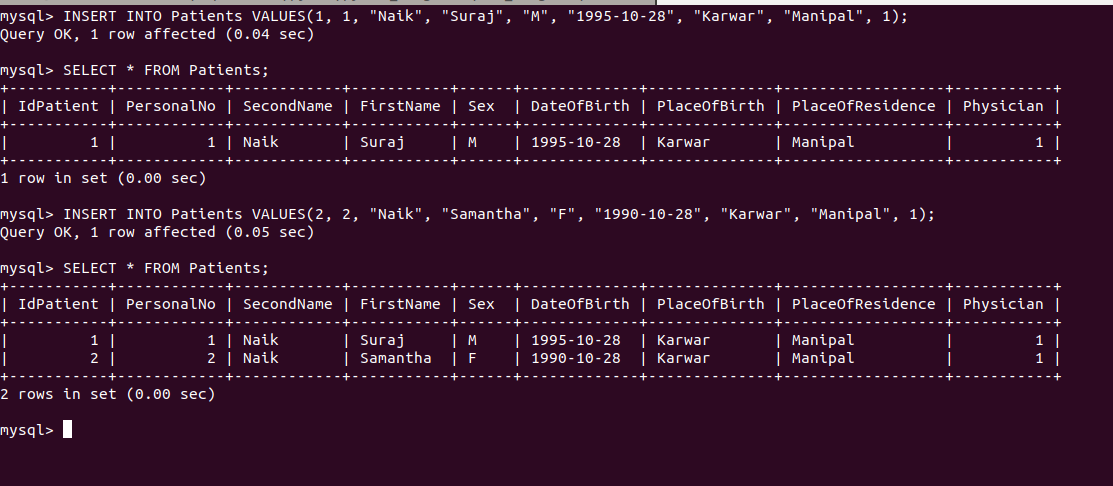 mysql> INSERT INTO Patients VALUES(1, 1, "Naik", "Suraj", "M", "1995-10-28", "Karwar", "Manipal", 1);
Query OK, 1 row affected (0.04 sec)
mysql> SELECT * FROM Patients;
+-----------+------------+------------+-----------+------+-------------+--------------+------------------+-----------+
| IdPatient | PersonalNo | SecondName | FirstName | Sex  | DateOfBirth | PlaceOfBirth | PlaceOfResidence | Physician |
+-----------+------------+------------+-----------+------+-------------+--------------+------------------+-----------+
|         1 |          1 | Naik       | Suraj     | M    | 1995-10-28  | Karwar       | Manipal          |         1 |
+-----------+------------+------------+-----------+------+-------------+--------------+------------------+-----------+
1 row in set (0.00 sec)
mysql> INSERT INTO Patients VALUES(2, 2, "Naik", "Samantha", "F", "1990-10-28", "Karwar", "Manipal", 1);
Query OK, 1 row affected (0.05 sec)
mysql> SELECT * FROM Patients;
+-----------+------------+------------+-----------+------+-------------+--------------+------------------+-----------+
| IdPatient | PersonalNo | SecondName | FirstName | Sex  | DateOfBirth | PlaceOfBirth | PlaceOfResidence | Physician |
+-----------+------------+------------+-----------+------+-------------+--------------+------------------+-----------+
|         1 |          1 | Naik       | Suraj     | M    | 1995-10-28  | Karwar       | Manipal          |         1 |
|         2 |          2 | Naik       | Samantha  | F    | 1990-10-28  | Karwar       | Manipal          |         1 |
+-----------+------------+------------+-----------+------+-------------+--------------+------------------+-----------+
2 rows in set (0.00 sec)
mysql>